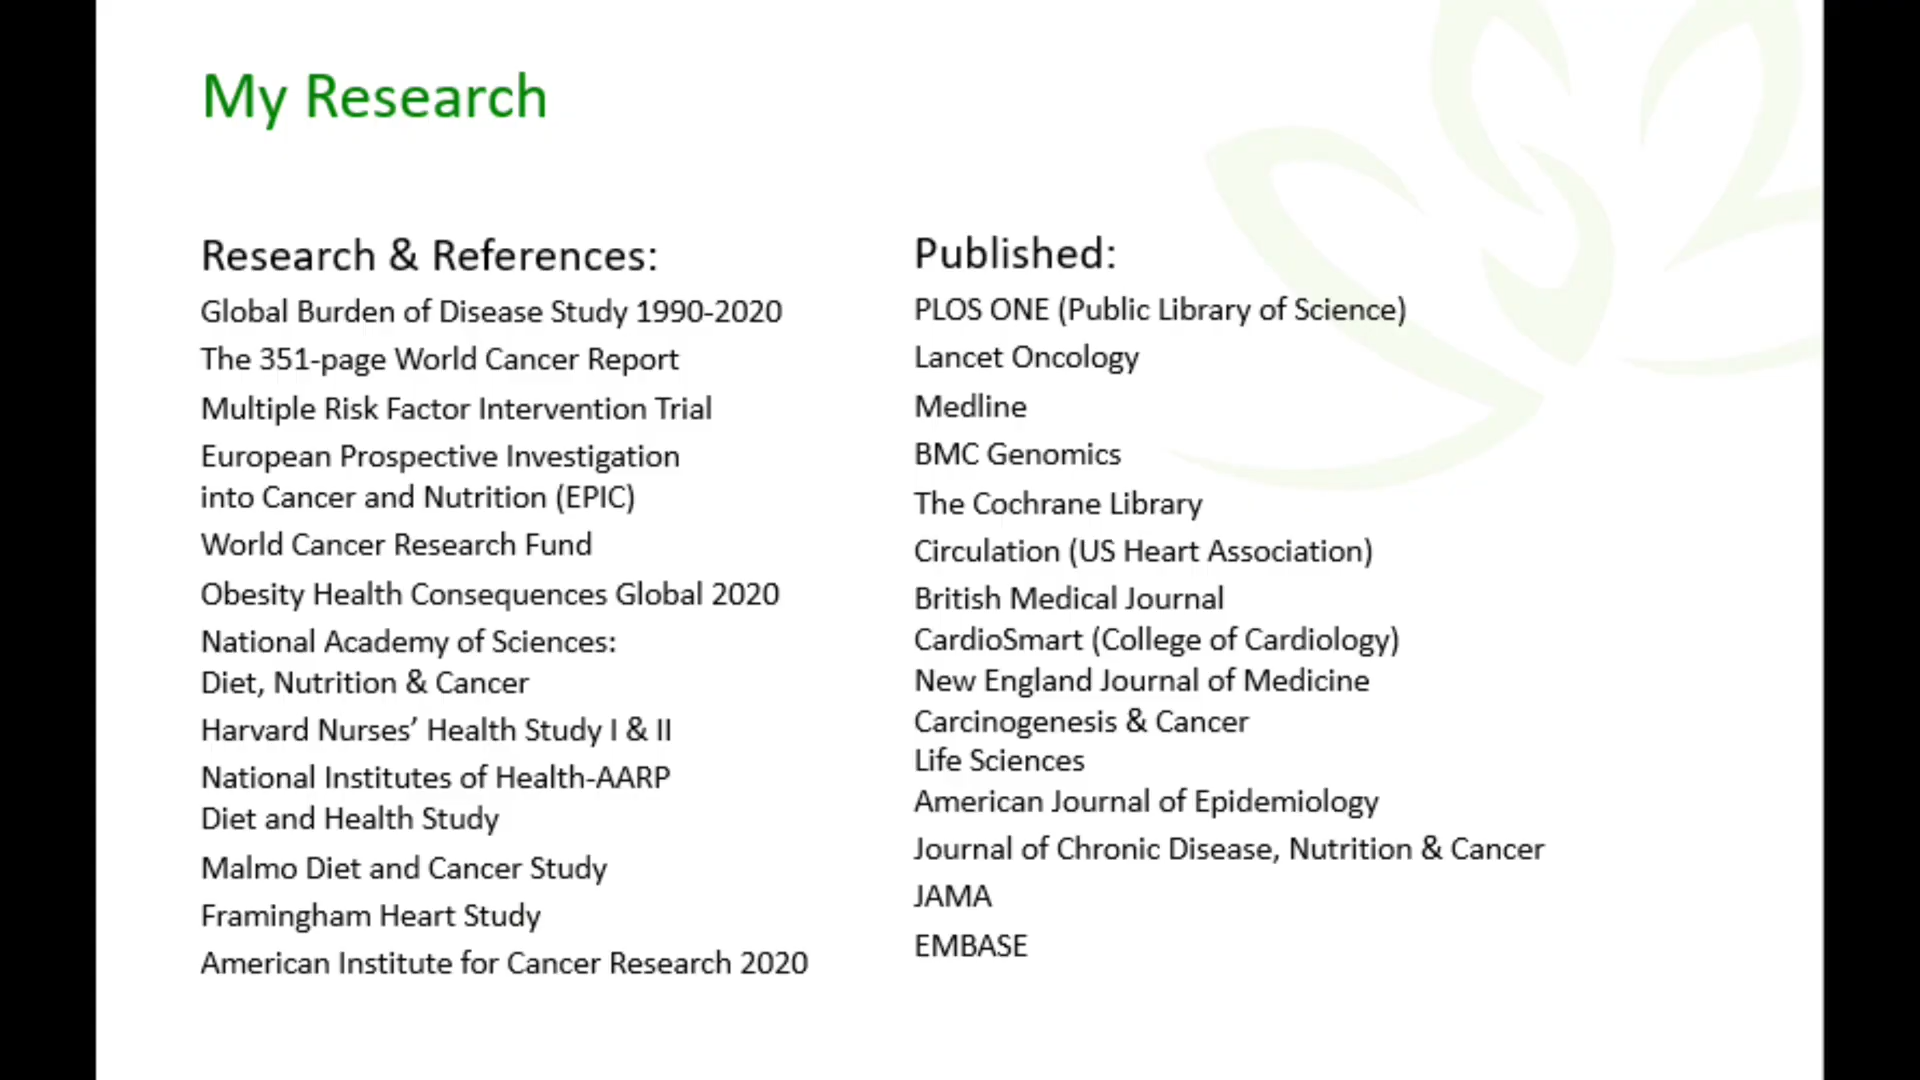 My Research
Research & References:
Global Burden of Disease Study 1990-2020
The 351-page World Cancer Report
Multiple Risk Factor Intervention Trial
European Prospective Investigation
into Cancer and Nutrition (EPIC)
World Cancer Research Fund
Obesity Health Consequences Global 2020
National Academy of Sciences:
Diet, Nutrition & Cancer
Harvard Nurses’ Health Study I & II
National Institutes of Health-AARP
Diet and Health Study
Malmo Diet and Cancer Study
Framingham Heart Study
American Institute for Cancer Research 2020
Published:
PLOS ONE (Public Library of Science)
Lancet Oncology
Medline
BMC Genomics
The Cochrane Library
Circulation (US Heart Association)
British Medical Journal
CardioSmart (College of Cardiology)
New England Journal of Medicine
Carcinogenesis & Cancer
Life Sciences
American Journal of Epidemiology
Journal of Chronic Disease, Nutrition & Cancer
JAMA
EMBASE